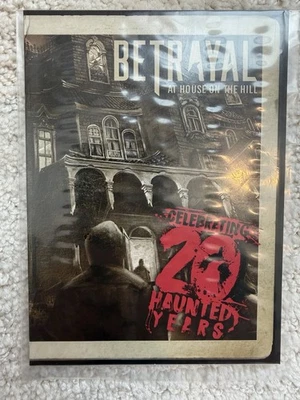 BETRAYAL
AT HOUSE ON THE HILL
CELEBRATING
20
HAUNTED
YEARS